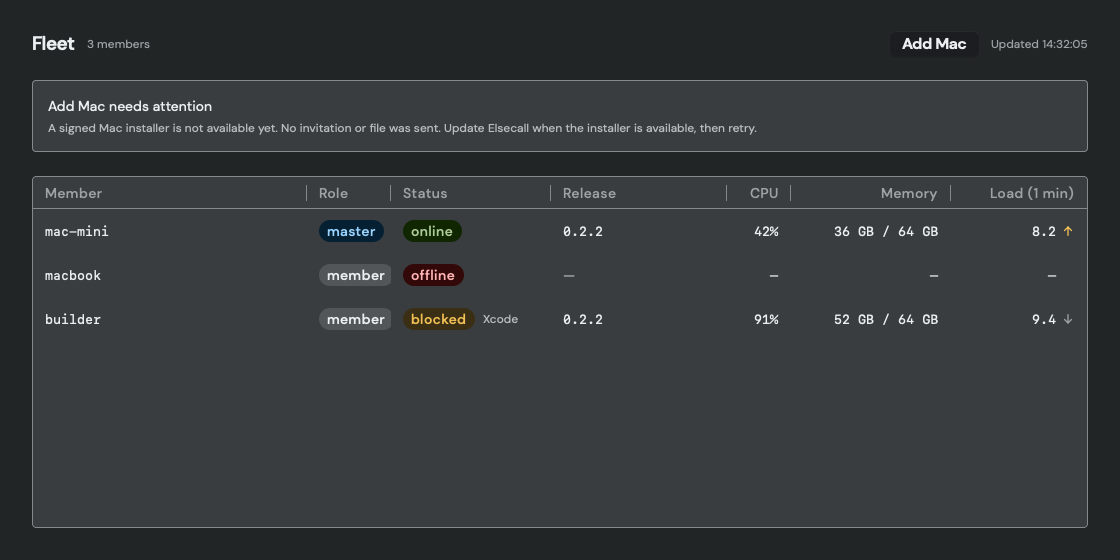 Fleet 3 members Add Mac Updated 14:32:05
Add Mac needs attention
A signed Mac installer is not available yet. No invitation or file was sent. Update Elsecall when the installer is available, then retry.
Member Role Status Release CPU Memory Load (1 min)
mac-mini master online 0.2.2 42% 36 GB / 64 GB 8.2 ↑
macbook member offline — — — —
builder member blocked Xcode 0.2.2 91% 52 GB / 64 GB 9.4 ↓